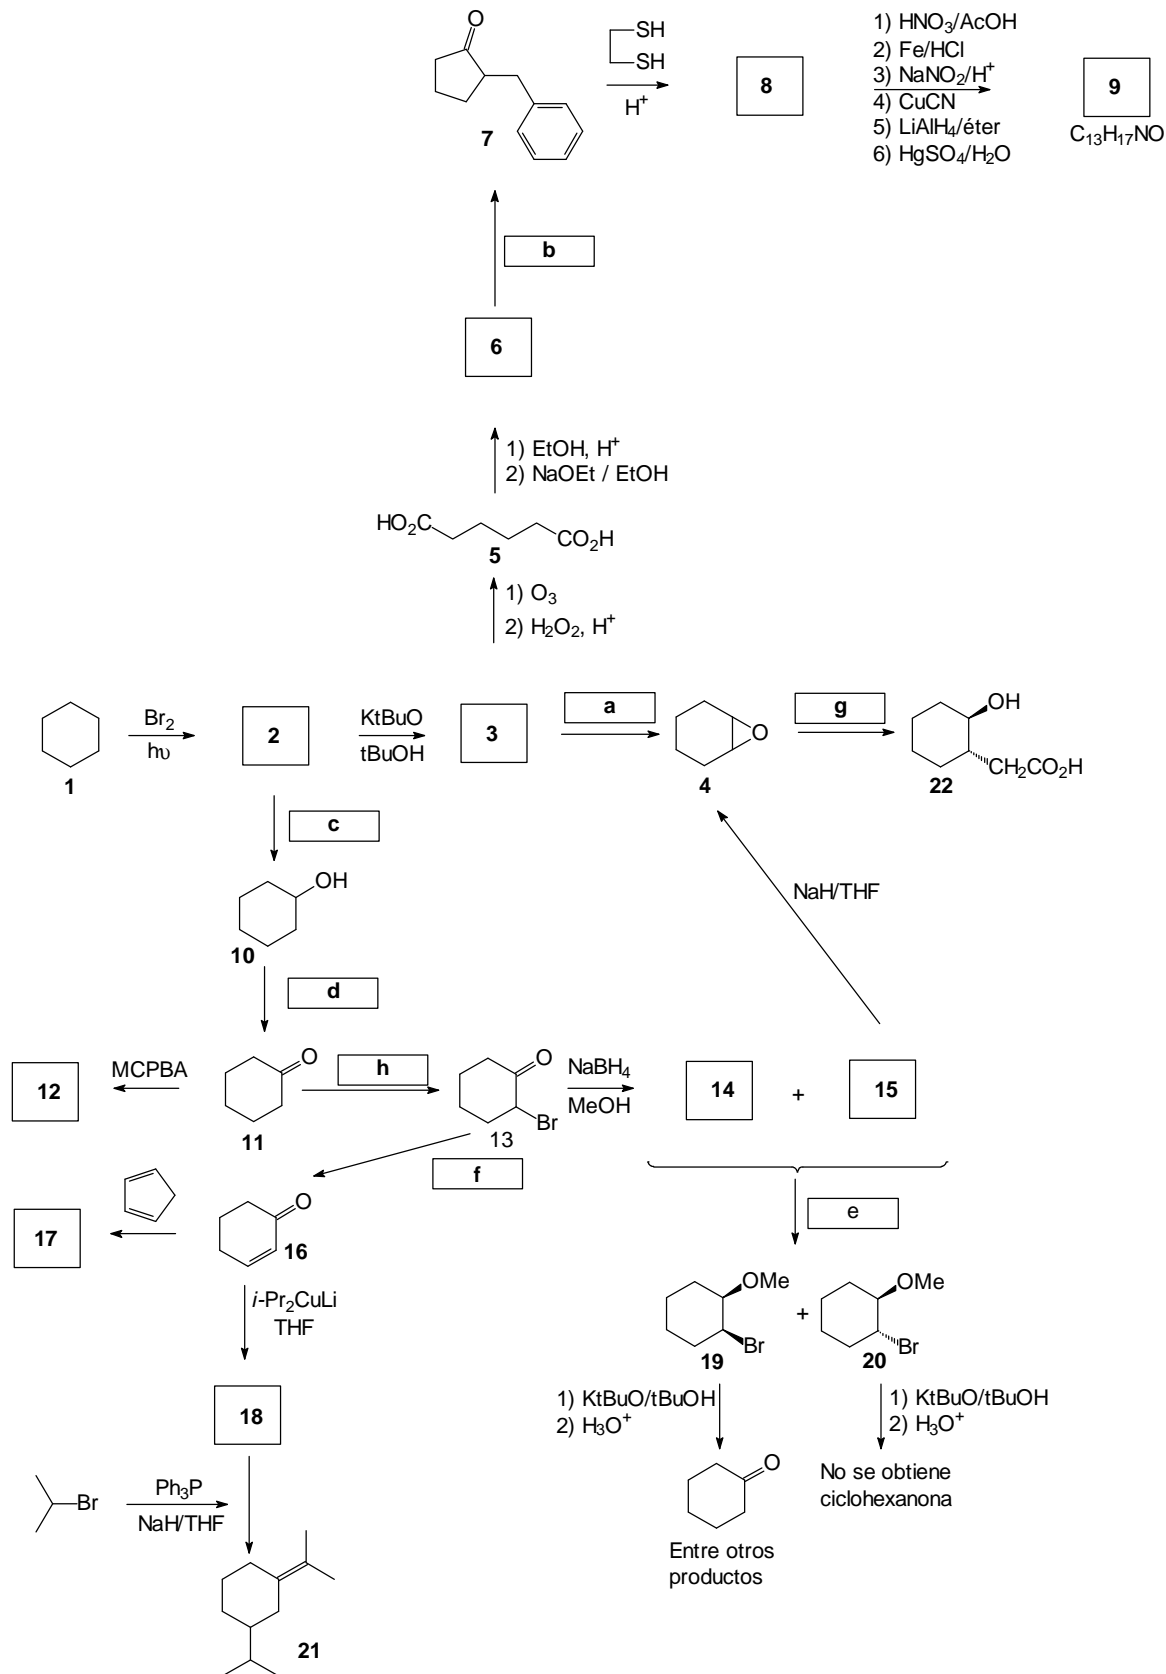 O
SH
SH
H+
7
8
1) HNO3/AcOH
2) Fe/HCl
3) NaNO2/H+
4) CuCN
5) LiAlH4/éter
6) HgSO4/H2O
9
C13H17NO
b
6
1) EtOH, H+
2) NaOEt / EtOH
HO2C
CO2H
5
1) O3
2) H2O2, H+
1
Br2
hυ
2
KtBuO
tBuOH
3
a
O
4
g
OH
CH2CO2H
22
c
OH
10
NaH/THF
d
12
MCPBA
O
11
h
O
Br
13
NaBH4
MeOH
14
+
15
f
e
17
O
16
i-Pr2CuLi
THF
OMe
Br
19
+
OMe
Br
20
18
1) KtBuO/tBuOH
2) H3O+
1) KtBuO/tBuOH
2) H3O+
O
No se obtiene
ciclohexanona
Br
Ph3P
NaH/THF
Entre otros
productos
21